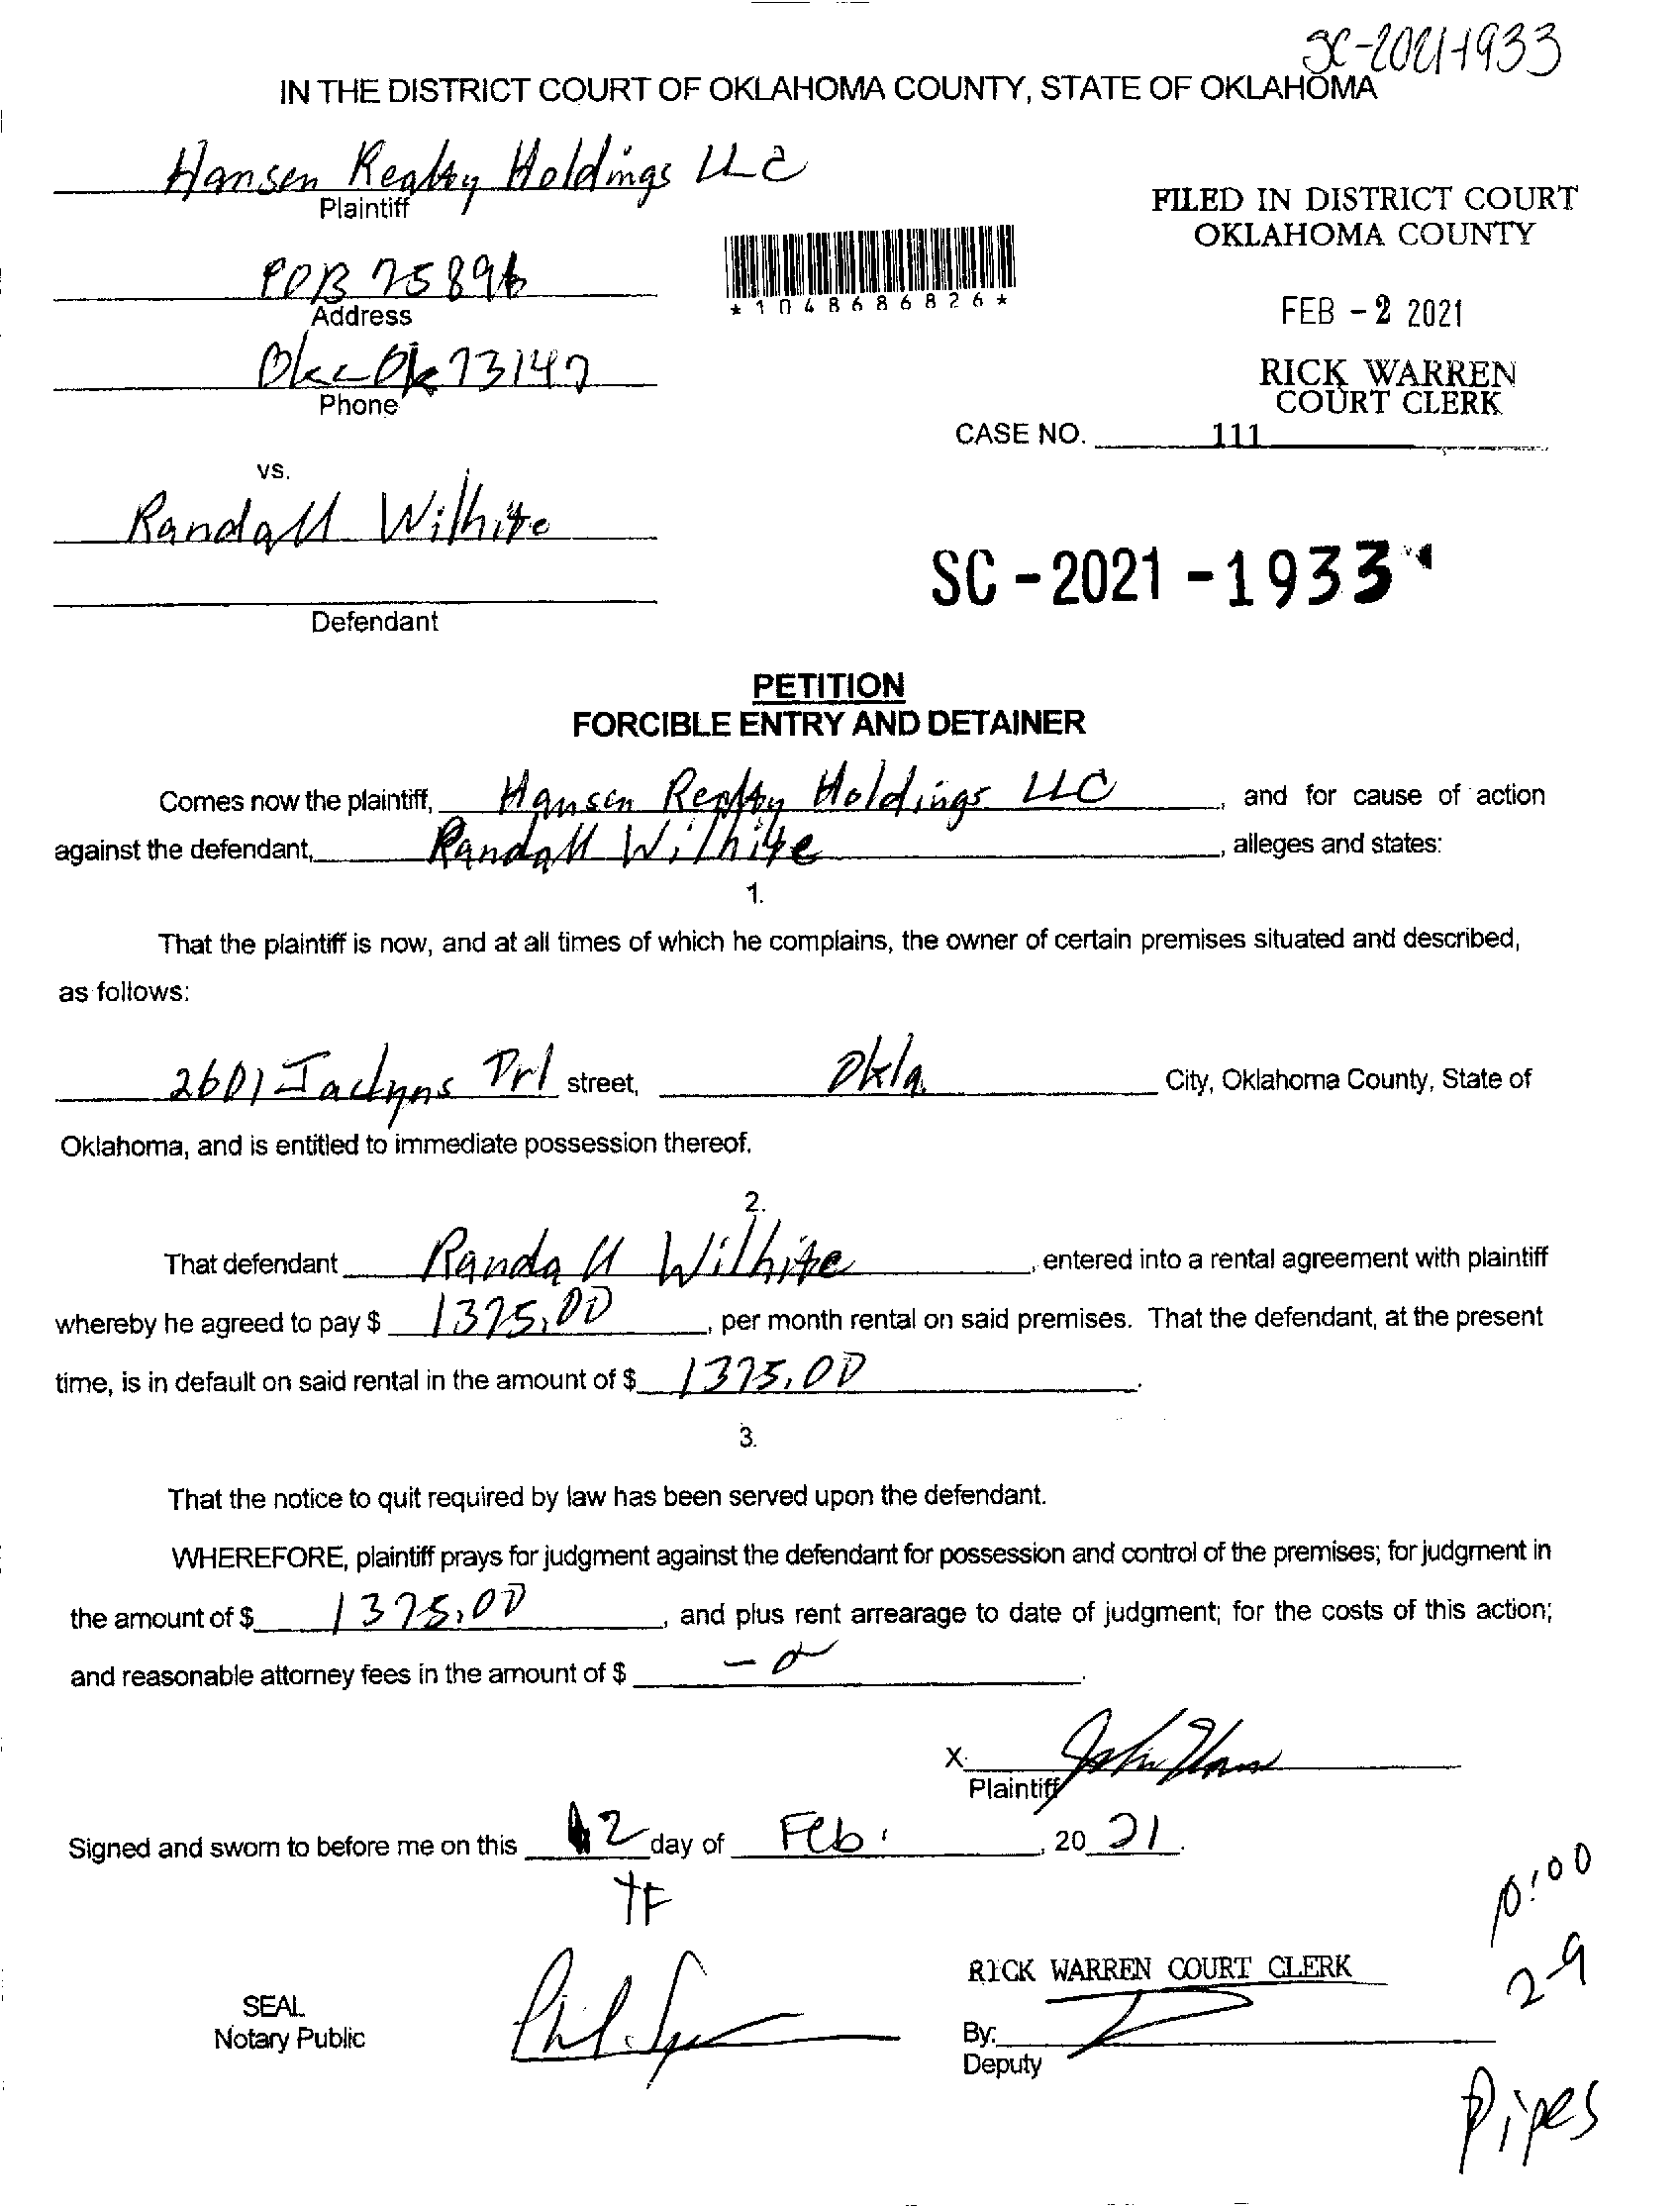 SC-2021-1933
IN THE DISTRICT COURT OF OKLAHOMA COUNTY, STATE OF OKLAHOMA
Hansen Realty Holdings LLC
Plaintiff
FILED IN DISTRICT COURT
OKLAHOMA COUNTY
POB 75896
Address
*1048686826*
FEB - 2 2021
Okc Ok 73147
Phone
RICK WARREN
COURT CLERK
CASE NO. 111
vs.
Randall Wilhite
SC - 2021 - 1933
Defendant
PETITION
FORCIBLE ENTRY AND DETAINER
Comes now the plaintiff, Hansen Realty Holdings LLC, and for cause of action
against the defendant, Randall Wilhite, alleges and states:
1.
That the plaintiff is now, and at all times of which he complains, the owner of certain premises situated and described,
as follows:
2601 Jaclyns Drl street, Okla City, Oklahoma County, State of
Oklahoma, and is entitled to immediate possession thereof.
2.
That defendant Randall Wilhite, entered into a rental agreement with plaintiff
whereby he agreed to pay $ 1375.00, per month rental on said premises. That the defendant, at the present
time, is in default on said rental in the amount of $ 1375.00.
3.
That the notice to quit required by law has been served upon the defendant.
WHEREFORE, plaintiff prays for judgment against the defendant for possession and control of the premises; for judgment in
the amount of $ 1375.00, and plus rent arrearage to date of judgment; for the costs of this action;
and reasonable attorney fees in the amount of $ -0.
X
Plaintiff
Signed and sworn to before me on this 2 day of Feb., 20 21.
TF
10:00
2-9
RICK WARREN COURT CLERK
SEAL
Notary Public
By:
Deputy
Pipes